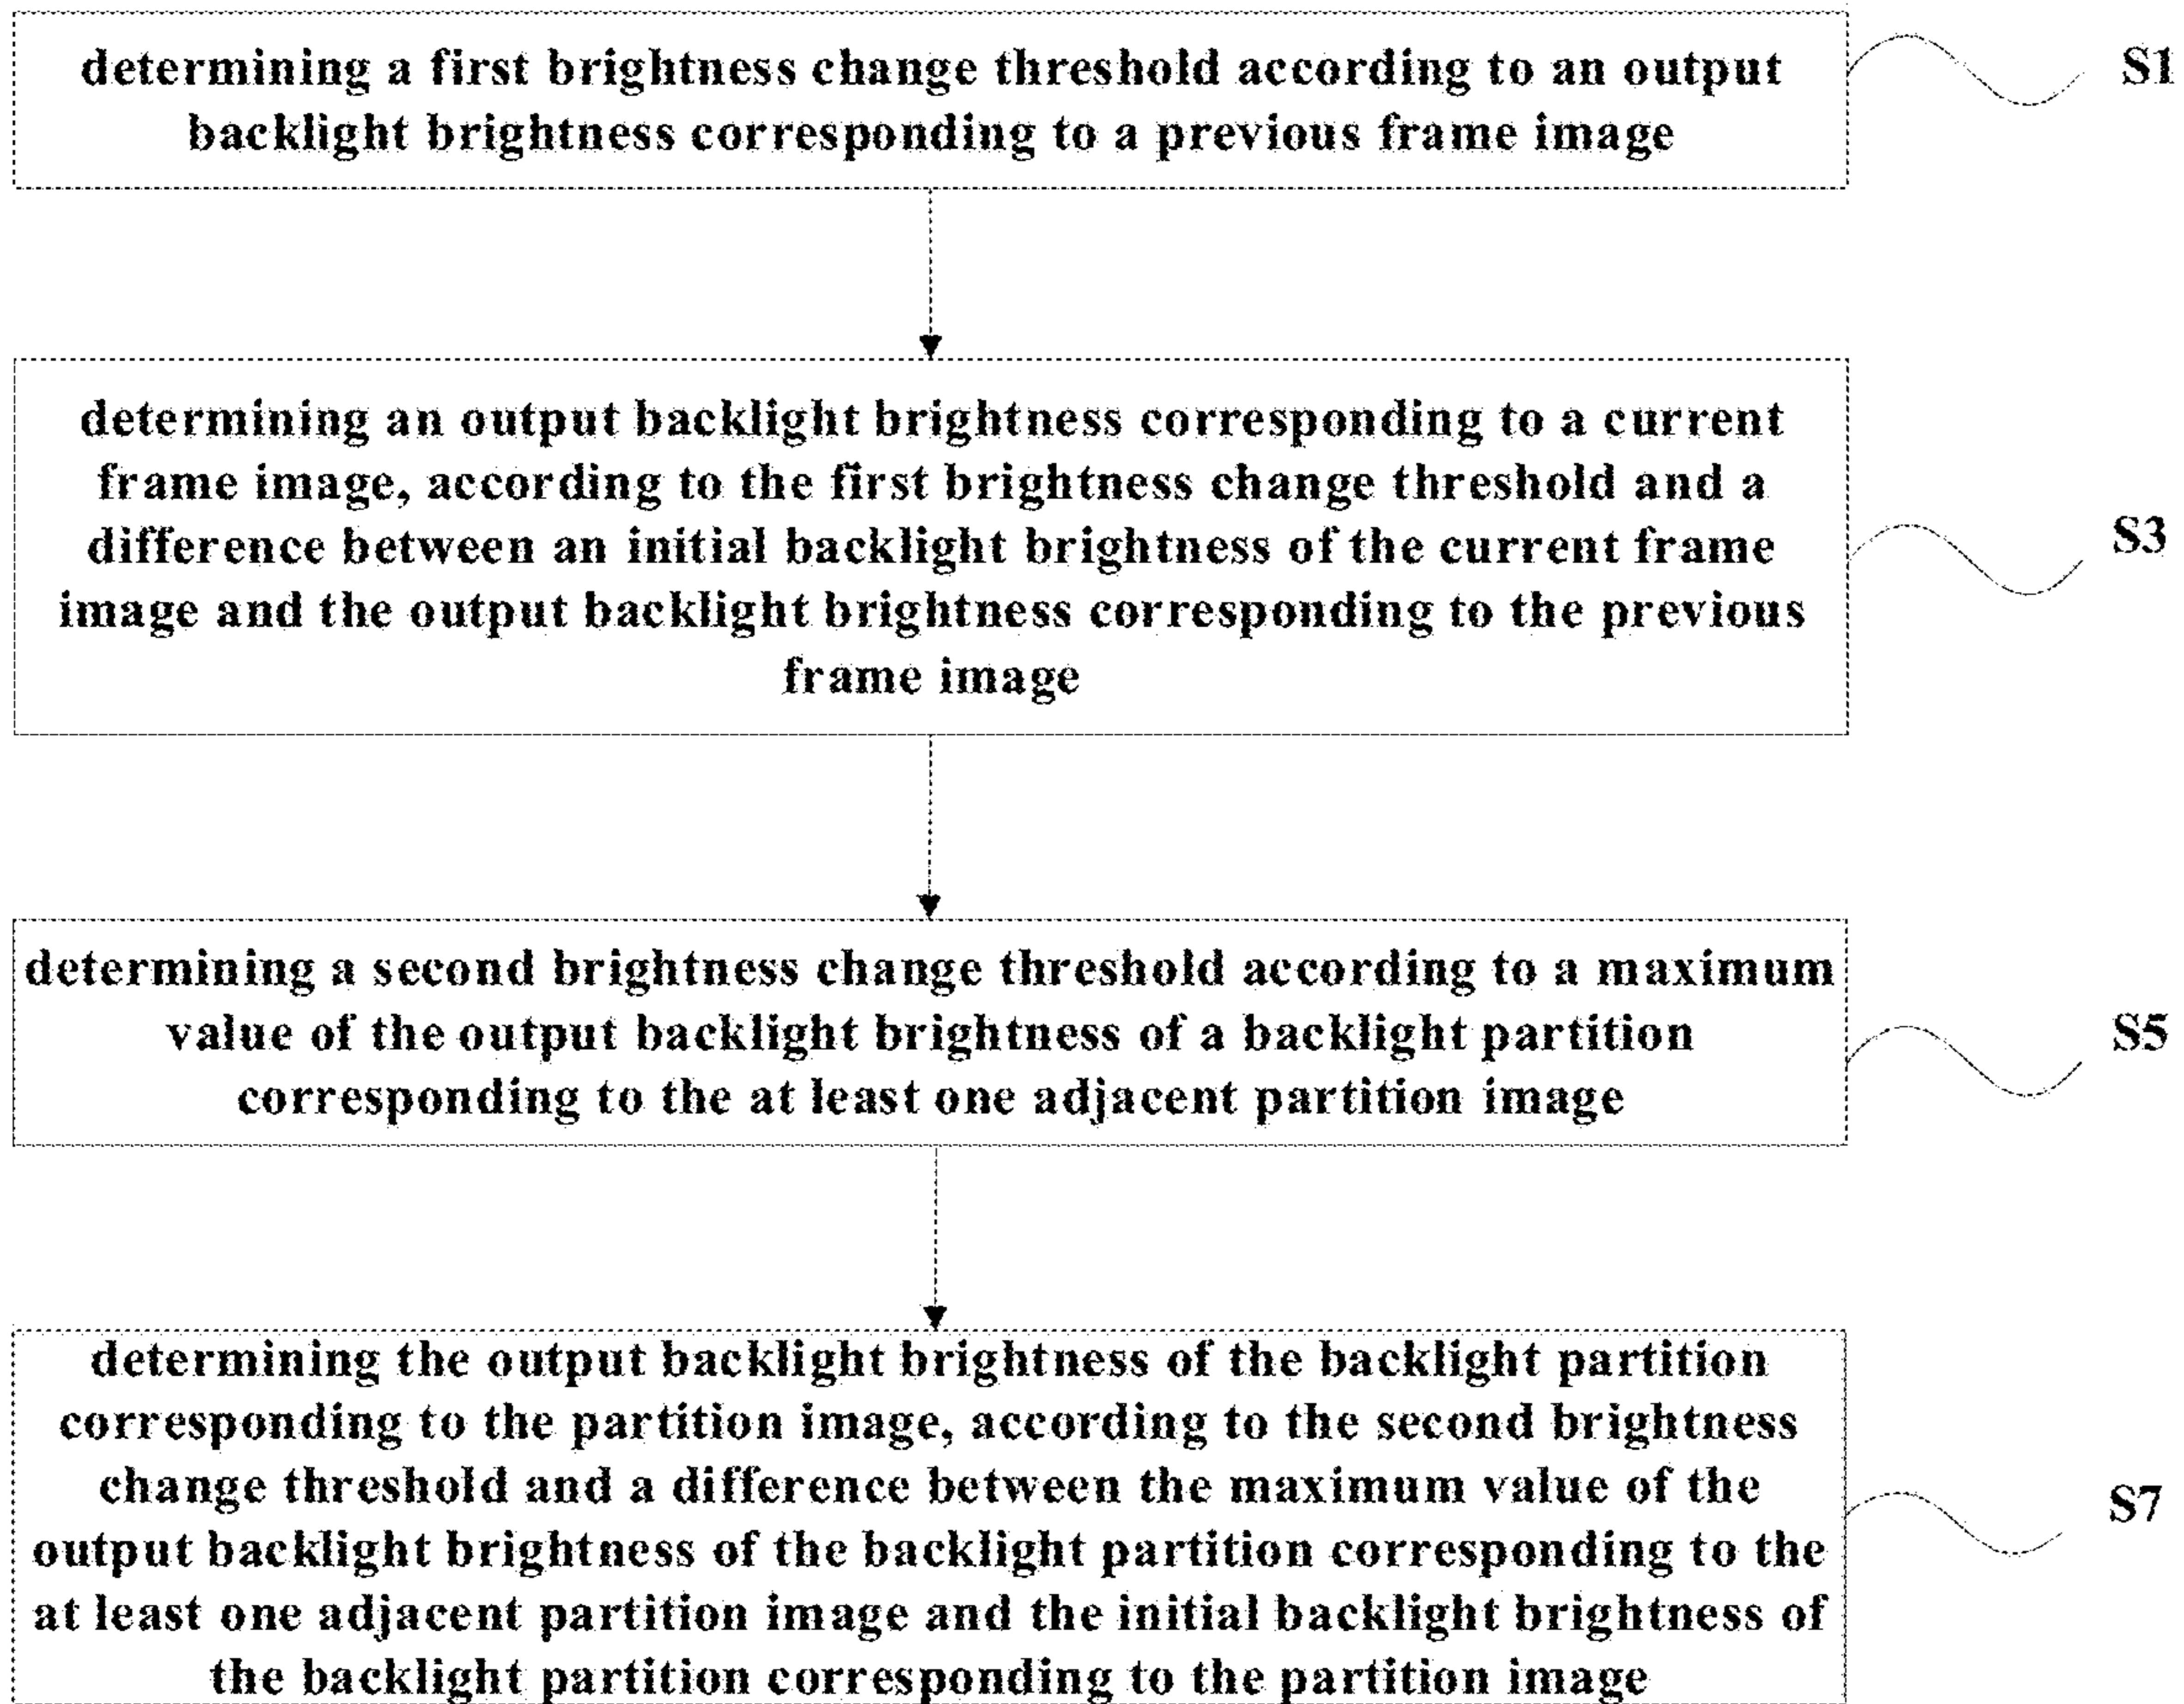 determining a first brightness change threshold according to an output
backlight brightness corresponding to a previous frame image
S1
determining an output backlight brightness corresponding to a current
frame image, according to the first brightness change threshold and a
difference between an initial backlight brightness of the current frame
image and the output backlight brightness corresponding to the previous
frame image
S3
determining a second brightness change threshold according to a maximum
value of the output backlight brightness of a backlight partition
corresponding to the at least one adjacent partition image
S5
determining the output backlight brightness of the backlight partition
corresponding to the partition image, according to the second brightness
change threshold and a difference between the maximum value of the
output backlight brightness of the backlight partition corresponding to the
at least one adjacent partition image and the initial backlight brightness of
the backlight partition corresponding to the partition image
S7